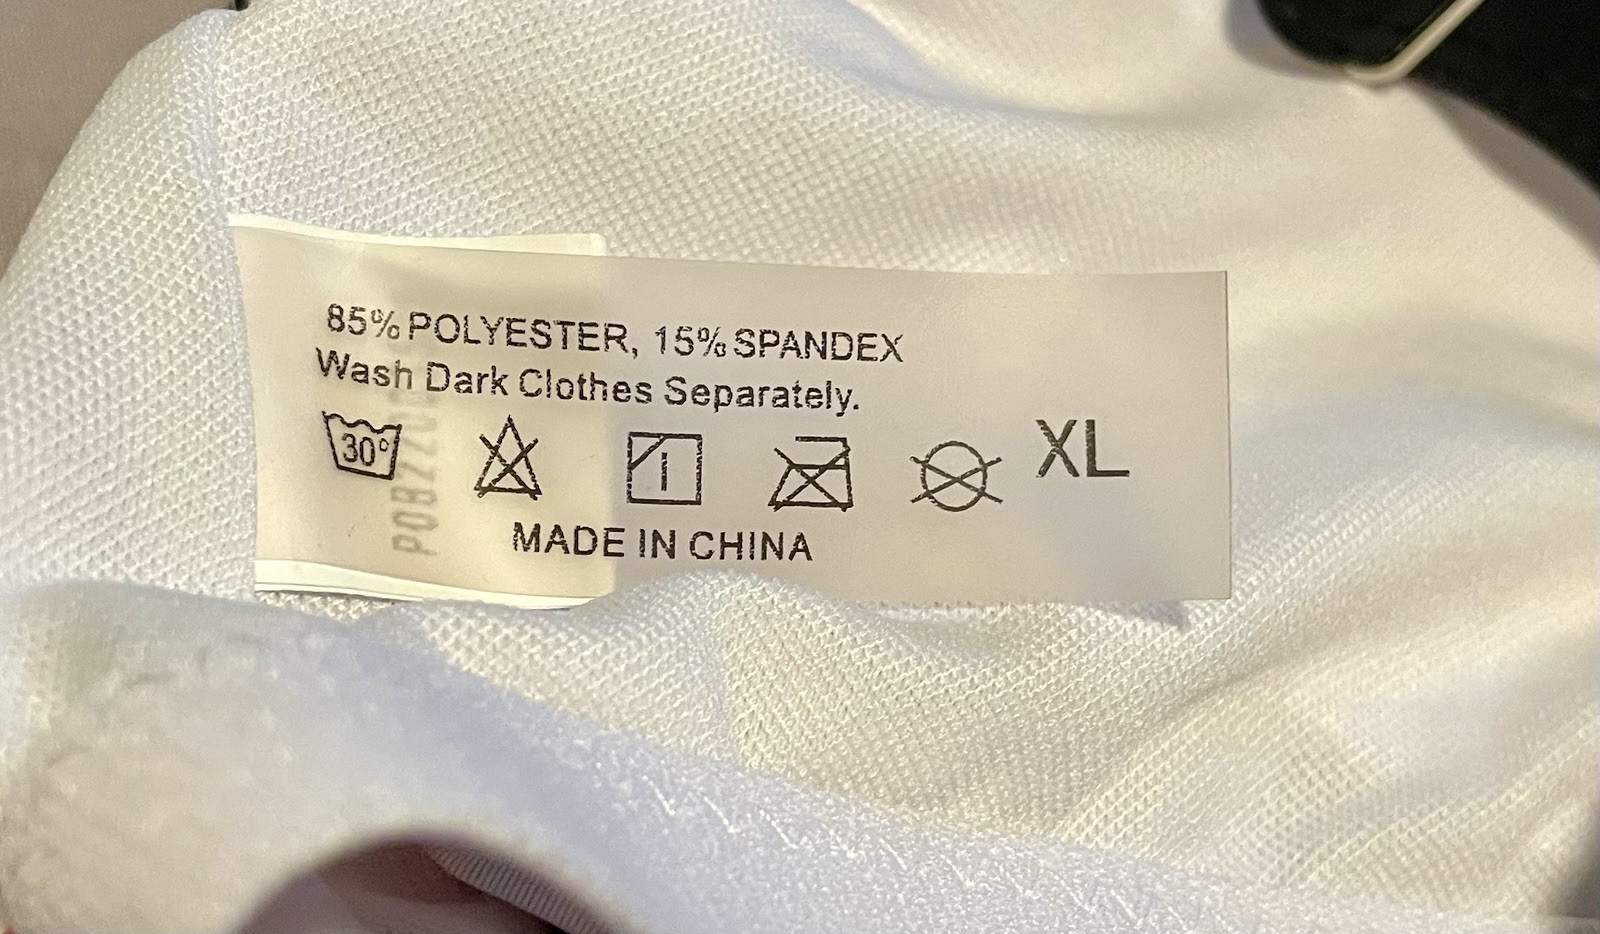 85% POLYESTER, 15% SPANDEX
Wash Dark Clothes Separately.
30°
XL
MADE IN CHINA